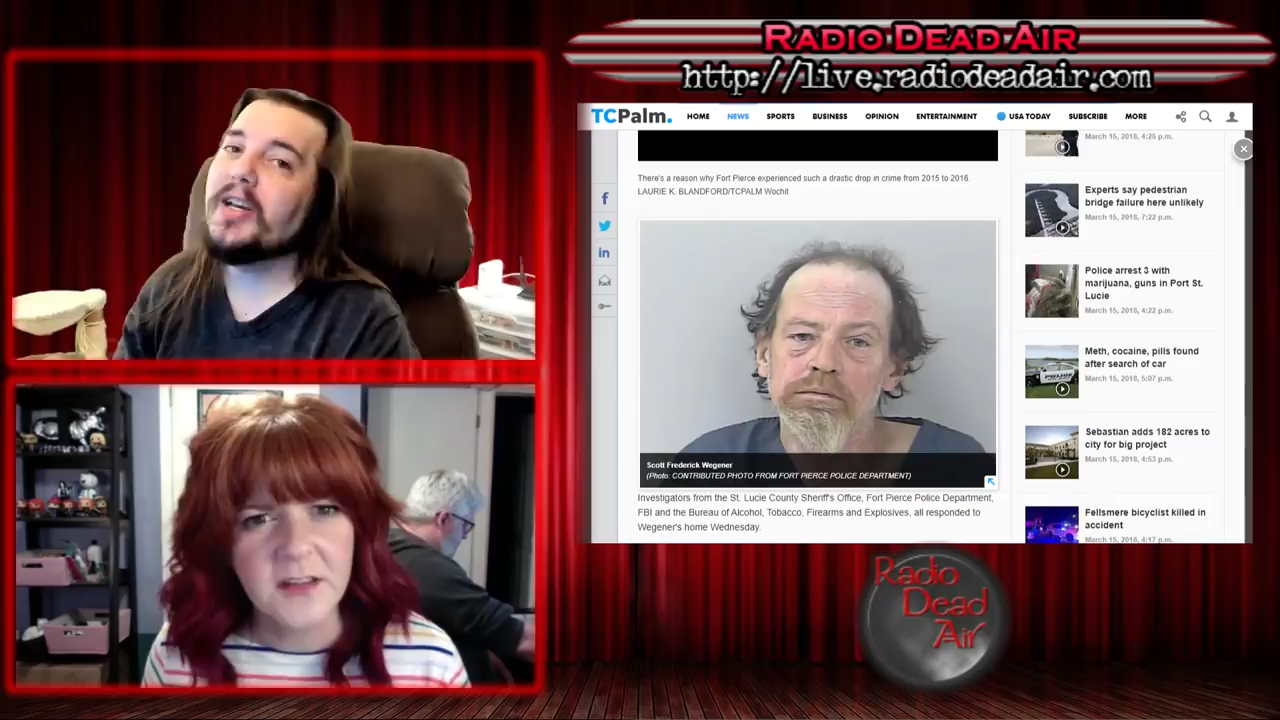 RADIO DEAD AIR
http://live.radiodeadair.com
TCPalm.
HOME
NEWS
SPORTS
BUSINESS
OPINION
ENTERTAINMENT
USA TODAY
SUBSCRIBE
MORE
There's a reason why Fort Pierce experienced such a drastic drop in crime from 2015 to 2016.
LAURIE K. BLANDFORD/TCPALM Wochit
Scott Frederick Wegener
(Photo: CONTRIBUTED PHOTO FROM FORT PIERCE POLICE DEPARTMENT)
Investigators from the St. Lucie County Sheriff's Office, Fort Pierce Police Department,
FBI and the Bureau of Alcohol, Tobacco, Firearms and Explosives, all responded to
Wegener's home Wednesday.
March 15, 2018, 4:25 p.m.
Experts say pedestrian
bridge failure here unlikely
March 15, 2018, 7:22 p.m.
Police arrest 3 with
marijuana, guns in Port St.
Lucie
March 15, 2018, 4:22 p.m.
Meth, cocaine, pills found
after search of car
March 15, 2018, 5:07 p.m.
POLICE
Sebastian adds 182 acres to
city for big project
March 15, 2018, 4:53 p.m.
Fellsmere bicyclist killed in
accident
March 15, 2018, 4:17 p.m.
Radio
Dead
Air